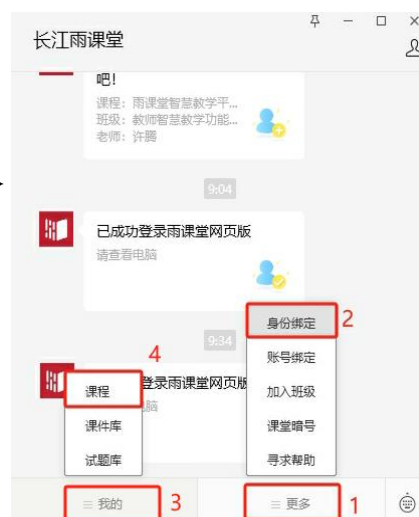 长江雨课堂
吧!
课程：雨课堂智慧教学平...
班级：教师智慧教学功能...
老师：许腾
9:04
已成功登录雨课堂网页版
请查看电脑
身份绑定
2
9:34
4
账号绑定
登录雨课堂网页版
课程
加入班级
脑
课件库
课堂暗号
试题库
寻求帮助
我的
3
更多
1